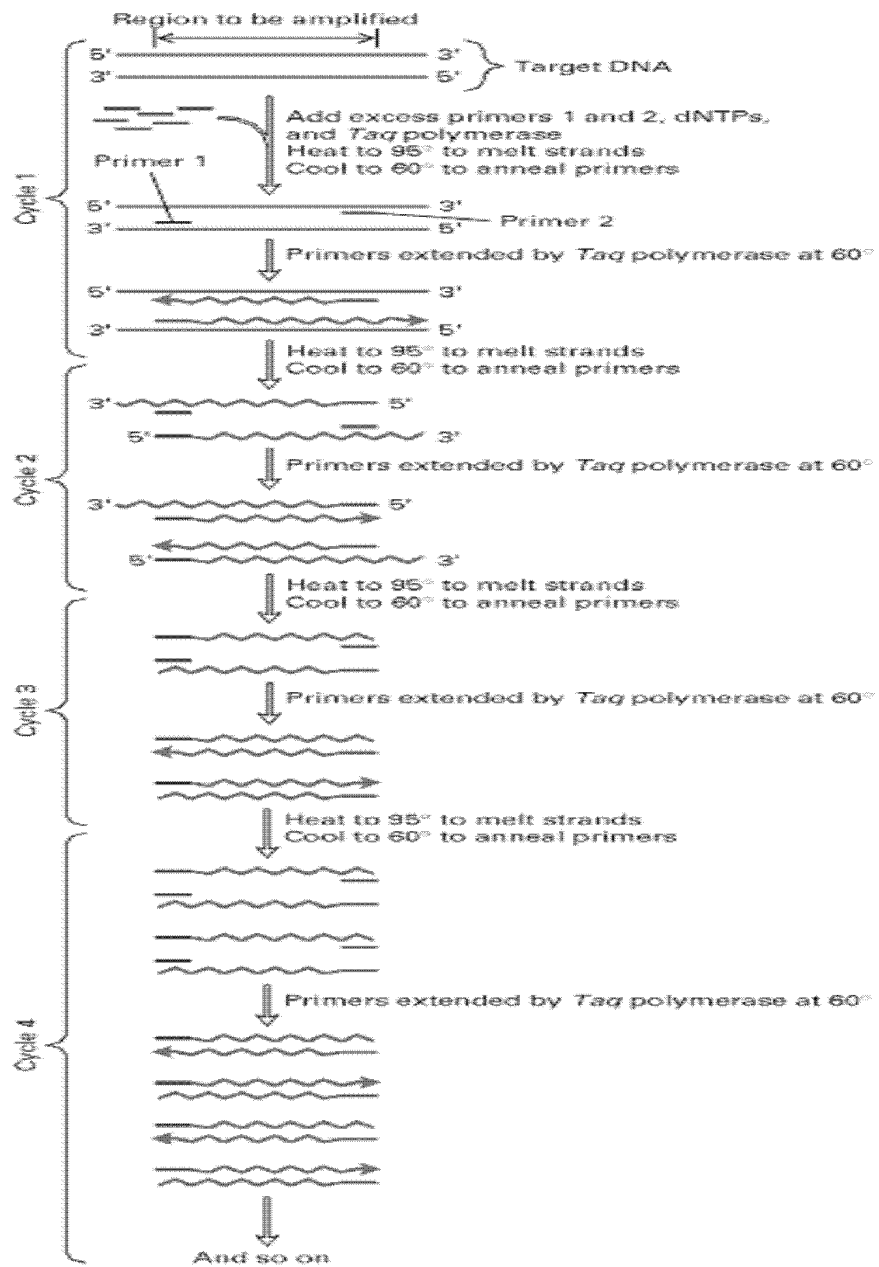 Region to be amplified
5' 3'
3' 5'
Target DNA
Add excess primers 1 and 2, dNTPs,
and Taq polymerase
Heat to 95° to melt strands
Cool to 60° to anneal primers
Primer 1
Cycle 1
5' 3'
Primer 2
3' 5'
Primers extended by Taq polymerase at 60°
5' 3'
3' 5'
Heat to 95° to melt strands
Cool to 60° to anneal primers
3' 5'
5' 3'
Cycle 2
Primers extended by Taq polymerase at 60°
3' 5'
5' 3'
Heat to 95° to melt strands
Cool to 60° to anneal primers
Cycle 3
Primers extended by Taq polymerase at 60°
Heat to 95° to melt strands
Cool to 60° to anneal primers
Cycle 4
Primers extended by Taq polymerase at 60°
And so on